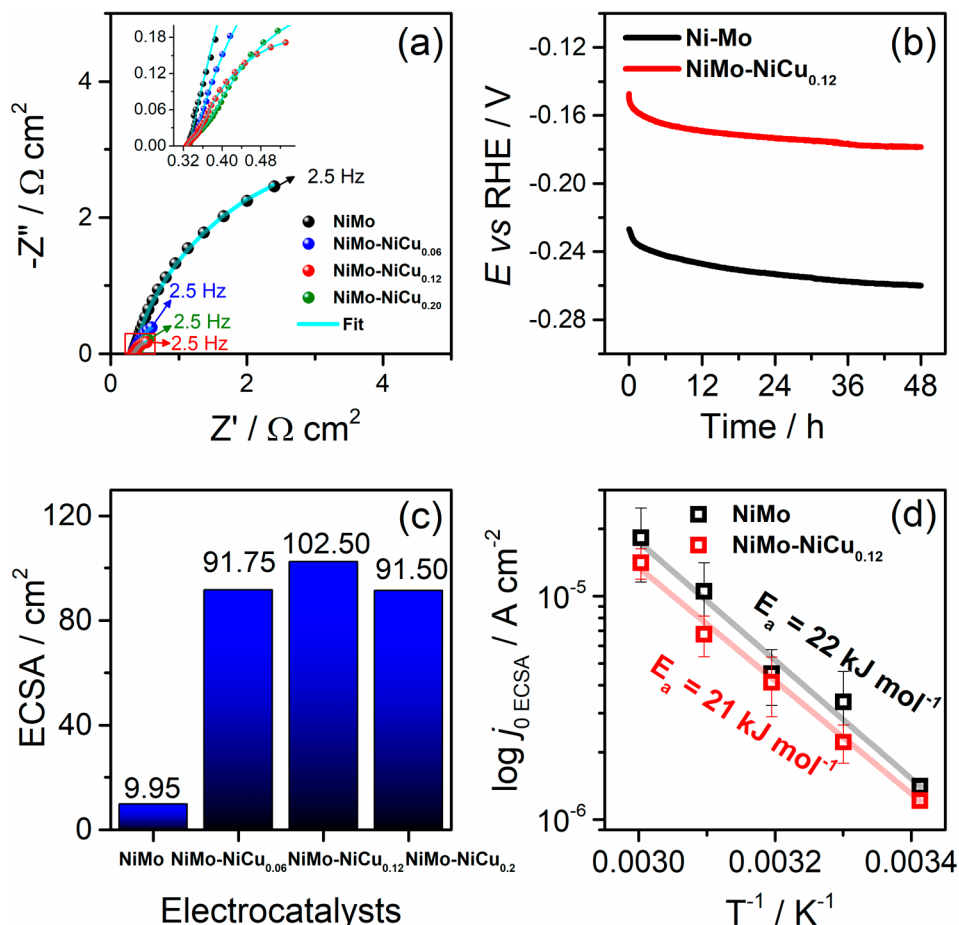 (a)
0.18
0.12
0.06
0.00
0.32 0.40 0.48
4
2
0
0 2 4
-Z" / Ω cm²
Z' / Ω cm²
2.5 Hz
NiMo
NiMo-NiCu₀.₀₆
NiMo-NiCu₀.₁₂
NiMo-NiCu₀.₂₀
Fit
2.5 Hz
2.5 Hz
2.5 Hz
(b)
Ni-Mo
NiMo-NiCu₀.₁₂
-0.12
-0.16
-0.20
-0.24
-0.28
E vs RHE / V
0 12 24 36 48
Time / h
(c)
120
80
40
0
ECSA / cm²
9.95
91.75
102.50
91.50
NiMo NiMo-NiCu₀.₀₆ NiMo-NiCu₀.₁₂ NiMo-NiCu₀.₂
Electrocatalysts
(d)
NiMo
NiMo-NiCu₀.₁₂
10⁻⁵
10⁻⁶
log j₀ ECSA / A cm⁻²
Eₐ = 22 kJ mol⁻¹
Eₐ = 21 kJ mol⁻¹
0.0030 0.0032 0.0034
T⁻¹ / K⁻¹